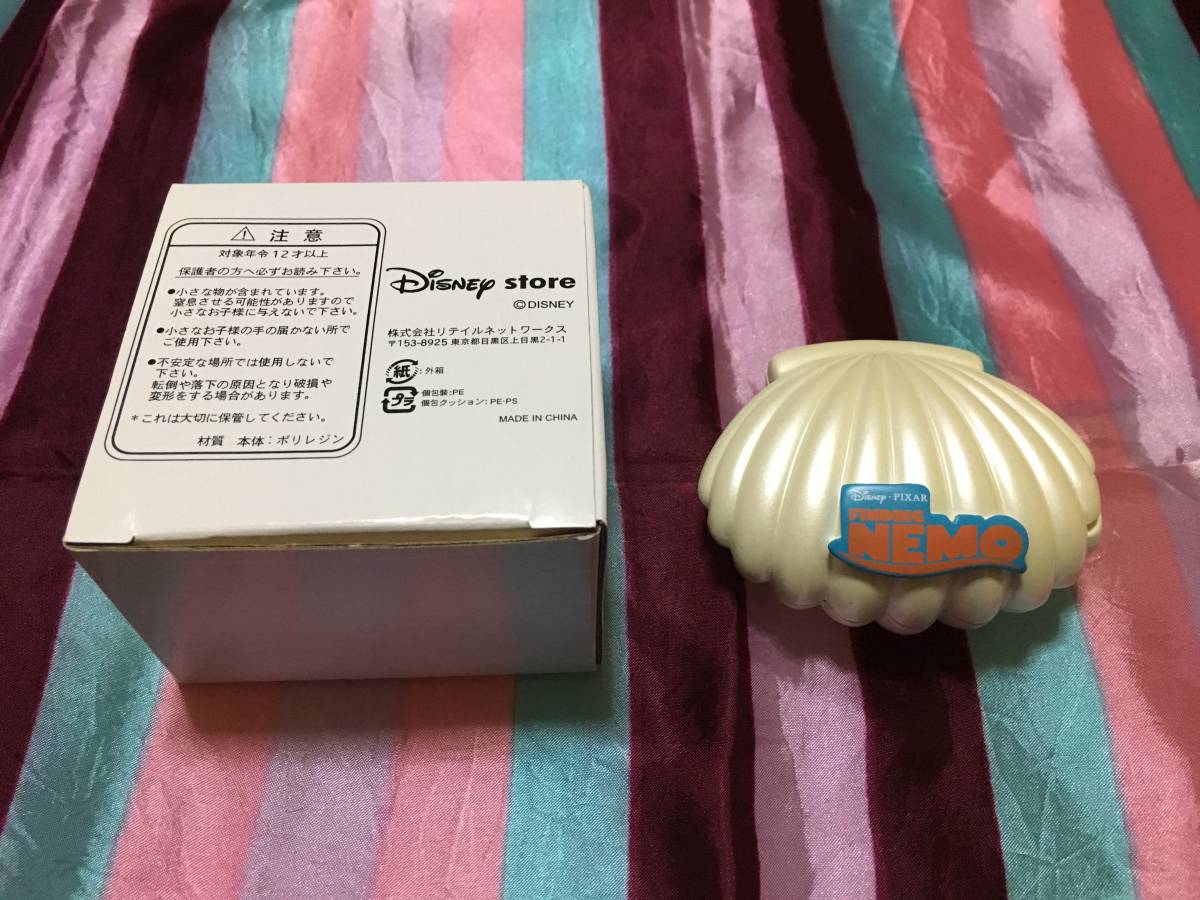 注意
対象年令12才以上
保護者の方へ必ずお読み下さい。
●小さな物が含まれています。
窒息させる可能性がありますので
小さなお子様に与えないで下さい。
●小さなお子様の手の届かない所で
ご使用下さい。
●不安定な場所では使用しないで
下さい。
転倒や落下の原因となり破損や
変形をする場合があります。
*これは大切に保管してください。
材質 本体:ポリレジン
Disney store
©DISNEY
株式会社リテイルネットワークス
〒153-8925 東京都目黒区上目黒2-1-1
紙 :外箱
プラ 個包装:PE
個包クッション:PE・PS
MADE IN CHINA
Disney・PIXAR
FINDING
NEMO